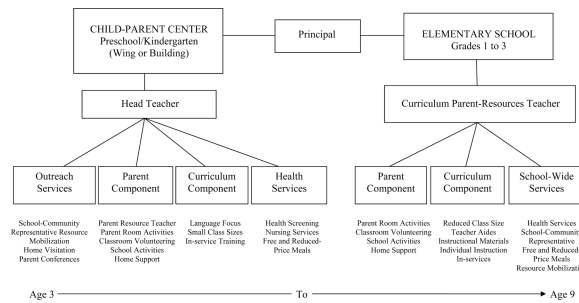 CHILD-PARENT CENTER
Preschool/Kindergarten
(Wing or Building)
Principal
ELEMENTARY SCHOOL
Grades 1 to 3
Head Teacher
Curriculum Parent-Resources Teacher
Outreach
Services
Parent
Component
Curriculum
Component
Health
Services
Parent
Component
Curriculum
Component
School-Wide
Services
School-Community
Representative Resource
Mobilization
Home Visitation
Parent Conferences
Parent Resource Teacher
Parent Room Activities
Classroom Volunteering
School Activities
Home Support
Language Focus
Small Class Sizes
In-service Training
Health Screening
Nursing Services
Free and Reduced-
Price Meals
Parent Room Activities
Classroom Volunteering
School Activities
Home Support
Reduced Class Size
Teacher Aides
Instructional Materials
Individual Instruction
In-services
Health Services
School-Community
Representative
Free and Reduced-
Price Meals
Resource Mobilizati
Age 3
To
Age 9